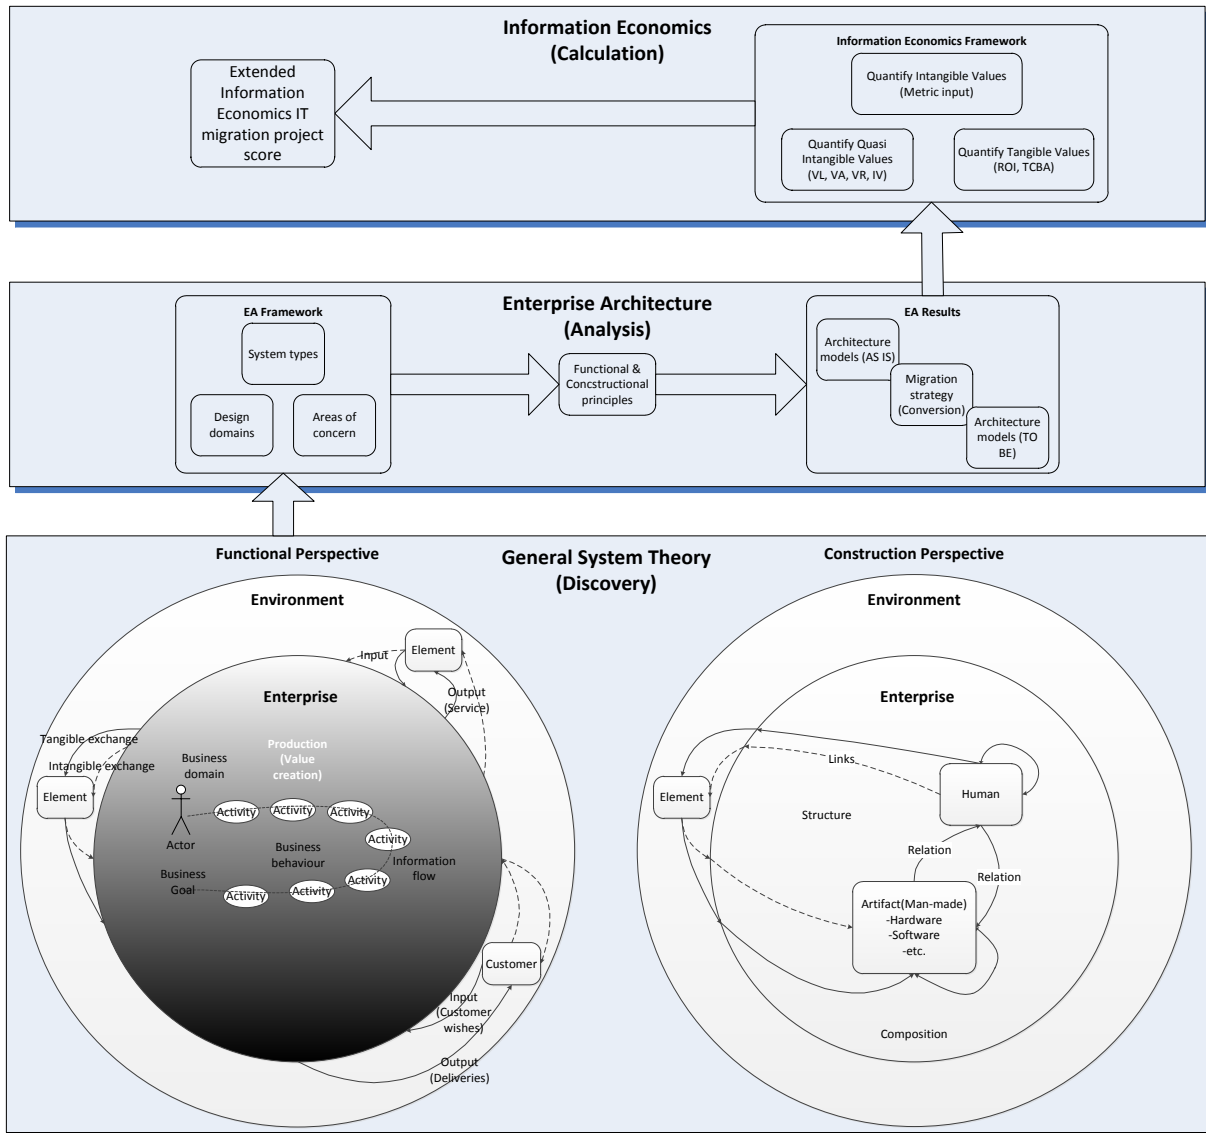 Information Economics
(Calculation)
Extended
Information
Economics IT
migration project
score
Information Economics Framework
Quantify Intangible Values
(Metric input)
Quantify Quasi
Intangible Values
(VL, VA, VR, IV)
Quantify Tangible Values
(ROI, TCBA)
Enterprise Architecture
(Analysis)
EA Framework
System types
Design
domains
Areas of
concern
Functional &
Concstructional
principles
EA Results
Architecture
models (AS IS)
Migration
strategy
(Conversion)
Architecture
models (TO
BE)
General System Theory
(Discovery)
Functional Perspective
Environment
Element
Input
Output
(Service)
Enterprise
Tangible exchange
Intangible exchange
Element
Business
domain
Production
(Value
creation)
Actor
Activity
Activity
Activity
Activity
Activity
Activity
Activity
Business
behaviour
Information
flow
Business
Goal
Customer
Input
(Customer
wishes)
Output
(Deliveries)
Construction Perspective
Environment
Enterprise
Links
Human
Element
Structure
Relation
Relation
Artifact(Man-made)
-Hardware
-Software
-etc.
Composition